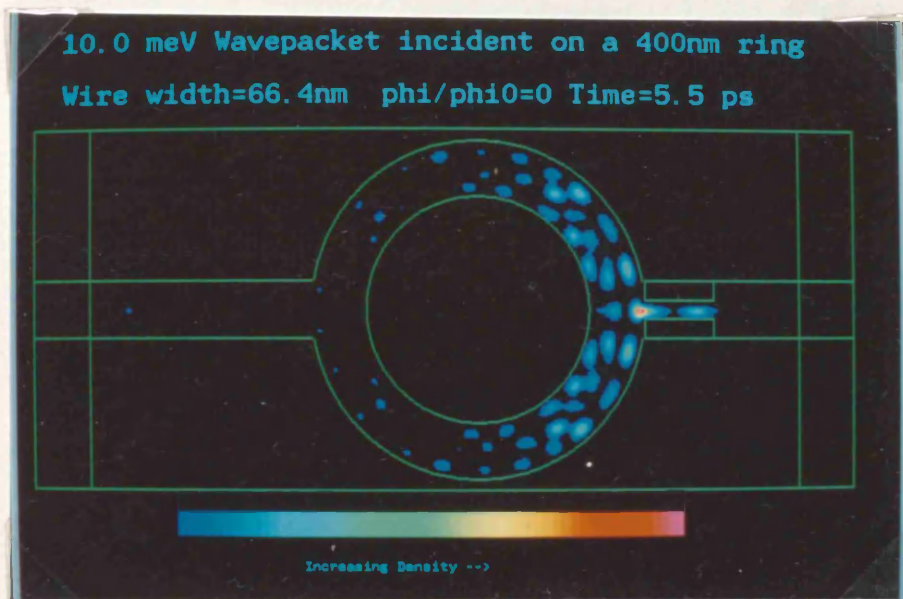 10.0 meV Wavepacket incident on a 400nm ring
Wire width=66.4nm phi/phi0=0 Time=5.5 ps
Increasing Density -->